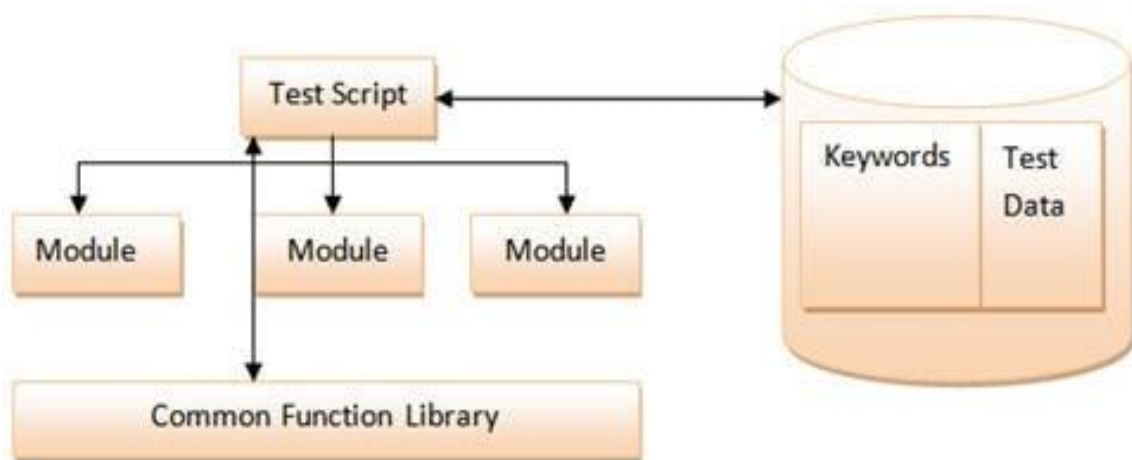 Test Script
Keywords
Test
Data
Module
Module
Module
Common Function Library